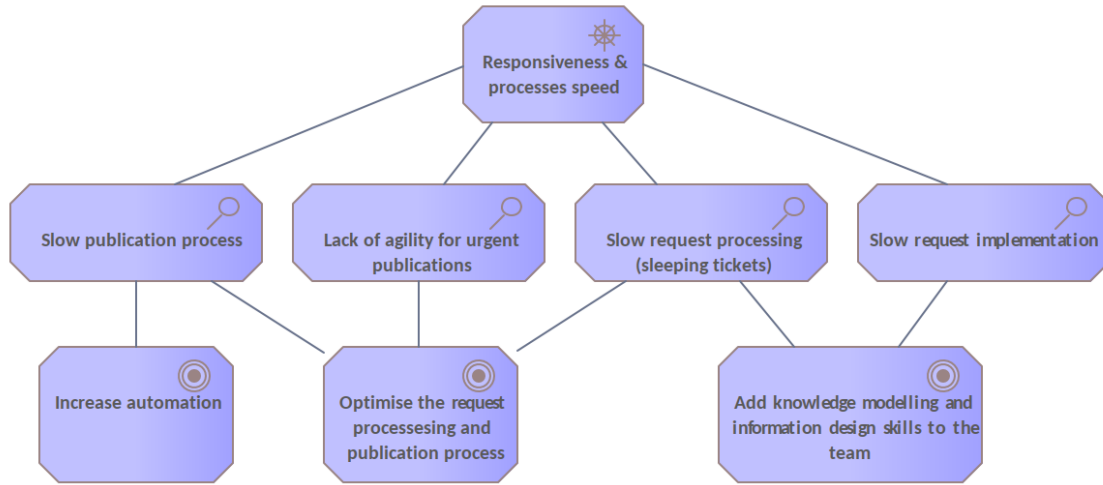 Responsiveness &
processes speed
Slow publication process
Lack of agility for urgent
publications
Slow request processing
(sleeping tickets)
Slow request implementation
Increase automation
Optimise the request
processesing and
publication process
Add knowledge modelling and
information design skills to the
team